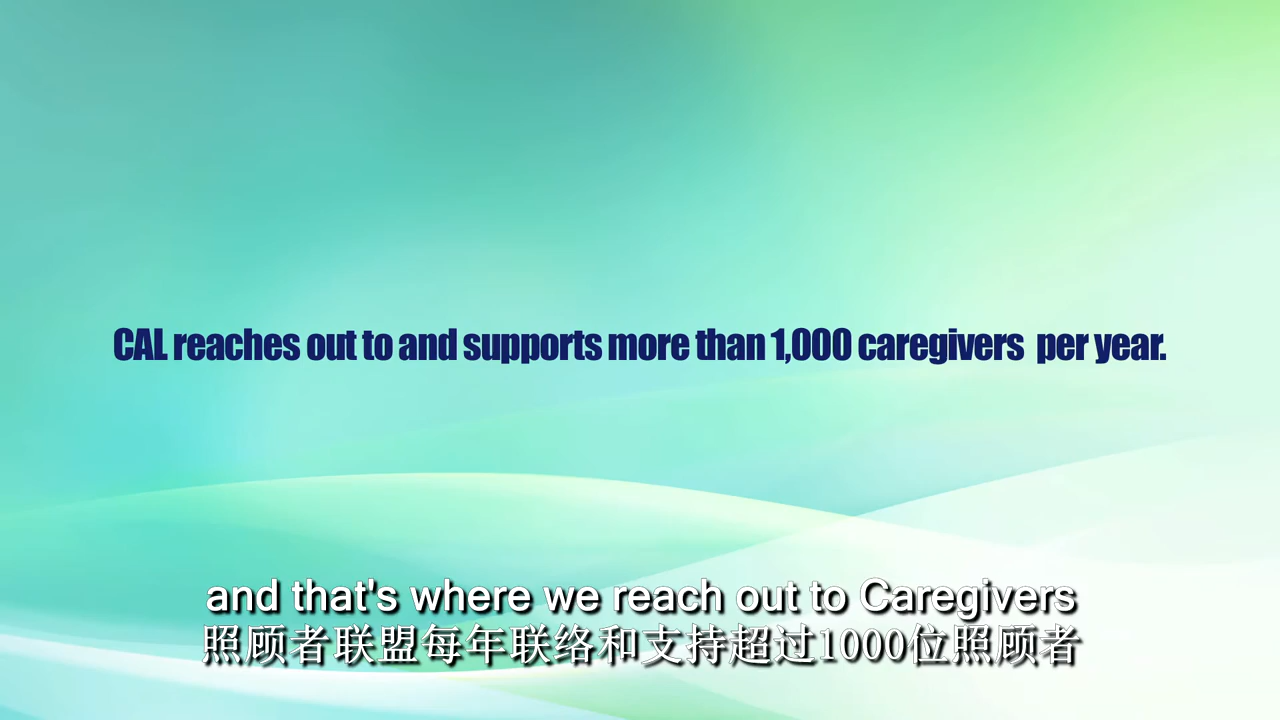 CAL reaches out to and supports more than 1,000 caregivers  per year.
and that's where we reach out to Caregivers
照顾者联盟每年联络和支持超过1000位照顾者